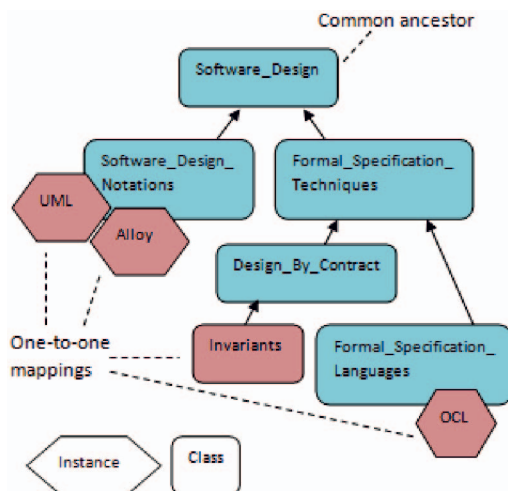 Common ancestor
Software_Design
Software_Design_
Notations
Formal_Specification_
Techniques
UML
Alloy
Design_By_Contract
One-to-one
mappings
Invariants
Formal_Specification_
Languages
OCL
Instance
Class